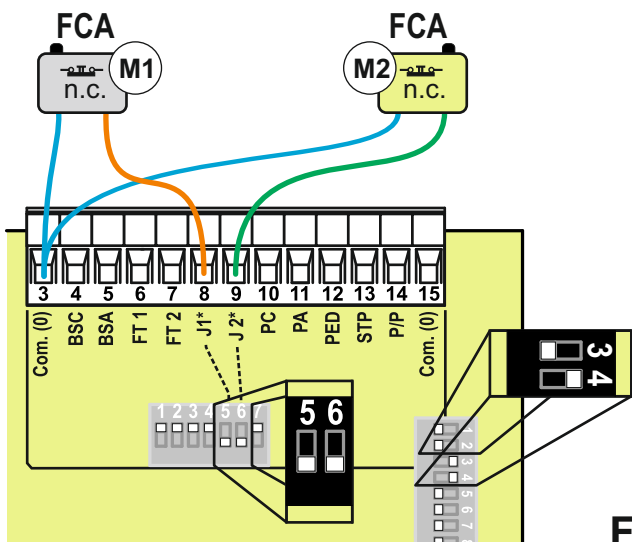 FCA FCA
M1 M2
n.c. n.c.
3 4 5 6 7 8 9 10 11 12 13 14 15
Com. (0) BSC BSA FT 1 FT 2 J1* J 2* PC PA PED STP P/P Com. (0)
3
4
1 2 3 4 5 6 7
5 6
1
2
3
4
5
6
7
8
F